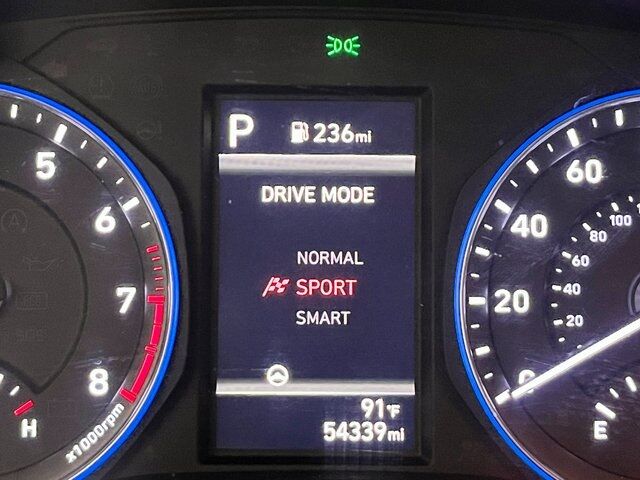 P 236mi
DRIVE MODE
NORMAL
SPORT
SMART
91°F
54339mi
5
6
7
8
x1000rpm
H
60
40
20
0
100
80
60
40
20
E